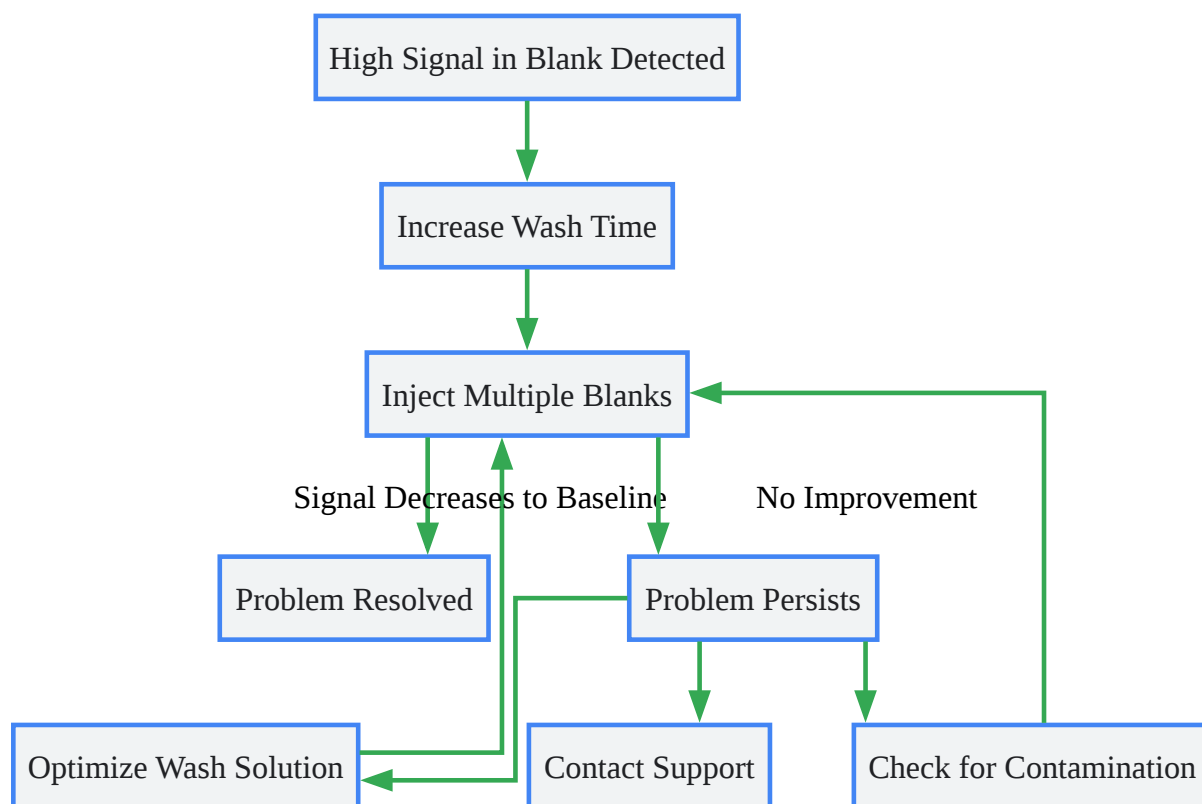 High Signal in Blank Detected
Increase Wash Time
Inject Multiple Blanks
Signal Decreases to Baseline
No Improvement
Problem Resolved
Problem Persists
Optimize Wash Solution
Contact Support
Check for Contamination